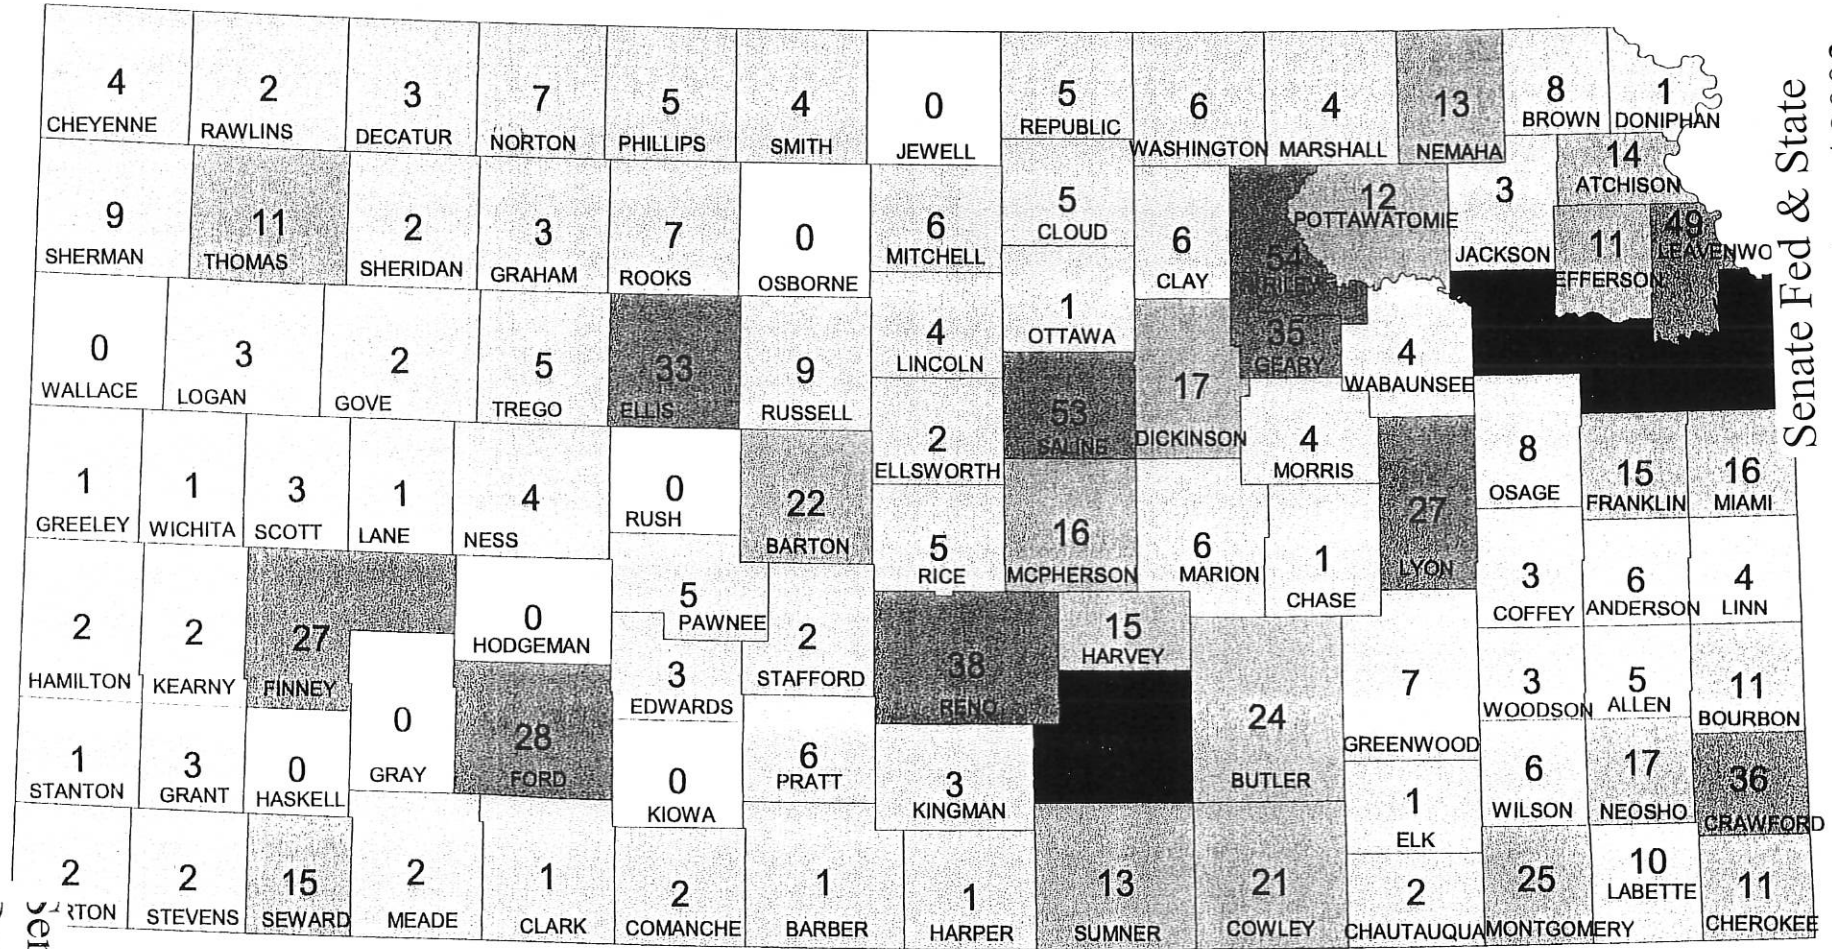 4
CHEYENNE
2
RAWLINS
3
DECATUR
7
NORTON
5
PHILLIPS
4
SMITH
0
JEWELL
5
REPUBLIC
6
WASHINGTON
4
MARSHALL
13
NEMAHA
8
BROWN
1
DONIPHAN
9
SHERMAN
11
THOMAS
2
SHERIDAN
3
GRAHAM
7
ROOKS
0
OSBORNE
6
MITCHELL
5
CLOUD
6
CLAY
54
RILEY
12
POTTAWATOMIE
3
JACKSON
14
ATCHISON
11
EFFERSON
49
LEAVENWO
0
WALLACE
3
LOGAN
2
GOVE
5
TREGO
33
ELLIS
9
RUSSELL
4
LINCOLN
1
OTTAWA
53
SALINE
17
DICKINSON
35
GEARY
4
WABAUNSEE
1
GREELEY
1
WICHITA
3
SCOTT
1
LANE
4
NESS
0
RUSH
22
BARTON
2
ELLSWORTH
5
RICE
16
MCPHERSON
6
MARION
4
MORRIS
1
CHASE
27
LYON
8
OSAGE
15
FRANKLIN
16
MIAMI
2
HAMILTON
2
KEARNY
27
FINNEY
0
HODGEMAN
5
PAWNEE
3
EDWARDS
2
STAFFORD
38
RENO
15
HARVEY
24
BUTLER
7
GREENWOOD
3
COFFEY
6
ANDERSON
4
LINN
3
WOODSON
5
ALLEN
11
BOURBON
1
STANTON
3
GRANT
0
HASKELL
0
GRAY
28
FORD
0
KIOWA
6
PRATT
3
KINGMAN
1
ELK
6
WILSON
17
NEOSHO
36
CRAWFORD
2
RTON
2
STEVENS
15
SEWARD
2
MEADE
1
CLARK
2
COMANCHE
1
BARBER
1
HARPER
13
SUMNER
21
COWLEY
2
CHAUTAUQUA
25
MONTGOMERY
10
LABETTE
11
CHEROKEE
Senate Fed & State